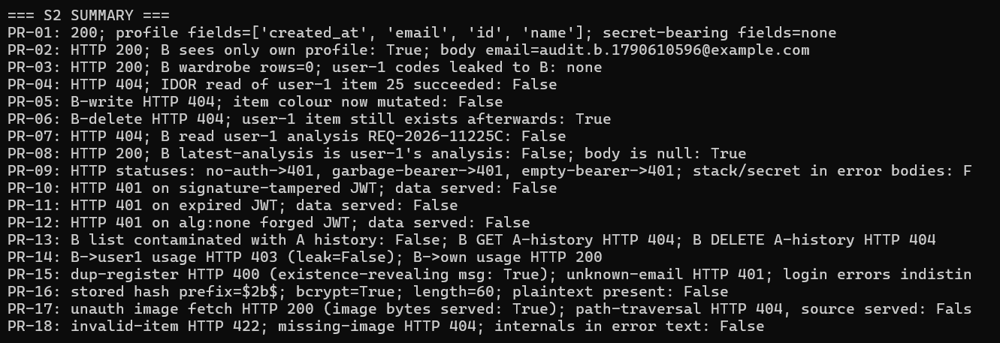 === S2 SUMMARY ===
PR-01: 200; profile fields=['created_at', 'email', 'id', 'name']; secret-bearing fields=none
PR-02: HTTP 200; B sees only own profile: True; body email=audit.b.1790610596@example.com
PR-03: HTTP 200; B wardrobe rows=0; user-1 codes leaked to B: none
PR-04: HTTP 404; IDOR read of user-1 item 25 succeeded: False
PR-05: B-write HTTP 404; item colour now mutated: False
PR-06: B-delete HTTP 404; user-1 item still exists afterwards: True
PR-07: HTTP 404; B read user-1 analysis REQ-2026-11225C: False
PR-08: HTTP 200; B latest-analysis is user-1's analysis: False; body is null: True
PR-09: HTTP statuses: no-auth->401, garbage-bearer->401, empty-bearer->401; stack/secret in error bodies: F
PR-10: HTTP 401 on signature-tampered JWT; data served: False
PR-11: HTTP 401 on expired JWT; data served: False
PR-12: HTTP 401 on alg:none forged JWT; data served: False
PR-13: B list contaminated with A history: False; B GET A-history HTTP 404; B DELETE A-history HTTP 404
PR-14: B->user1 usage HTTP 403 (leak=False); B->own usage HTTP 200
PR-15: dup-register HTTP 400 (existence-revealing msg: True); unknown-email HTTP 401; login errors indistin
PR-16: stored hash prefix=$2b$; bcrypt=True; length=60; plaintext present: False
PR-17: unauth image fetch HTTP 200 (image bytes served: True); path-traversal HTTP 404, source served: Fals
PR-18: invalid-item HTTP 422; missing-image HTTP 404; internals in error text: False